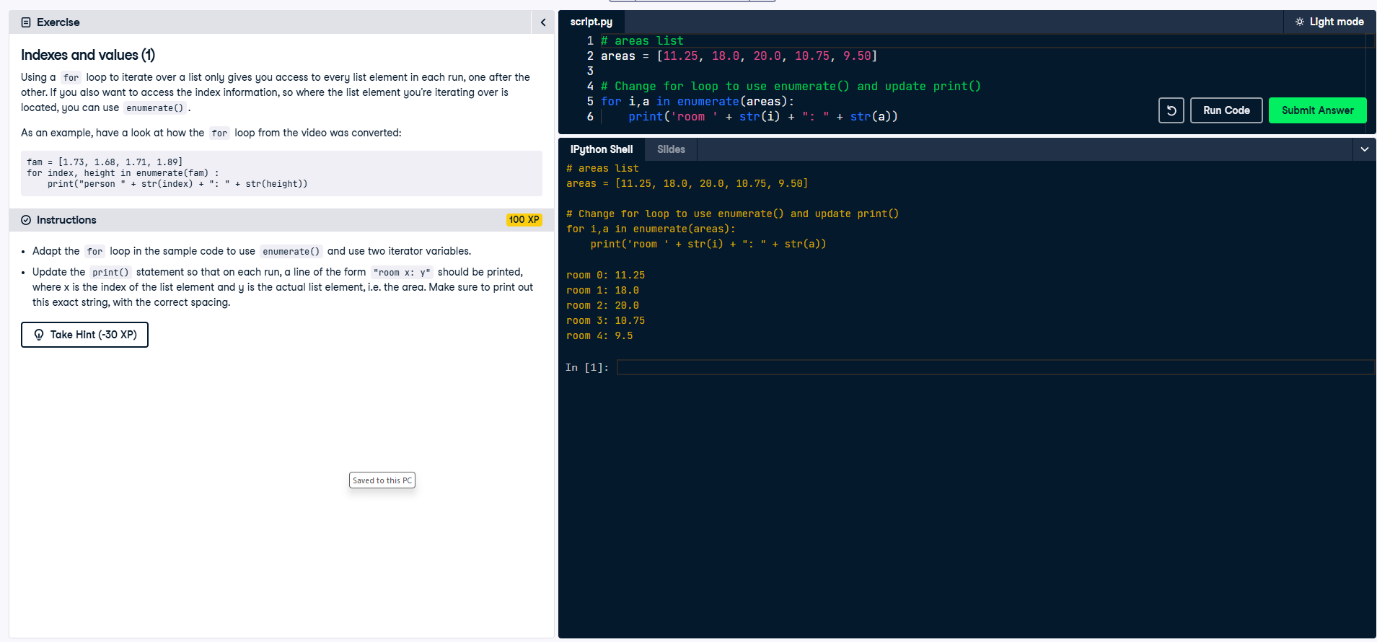 Exercise
Indexes and values (1)
Using a for loop to iterate over a list only gives you access to every list element in each run, one after the
other. If you also want to access the index information, so where the list element you're iterating over is
located, you can use enumerate().
As an example, have a look at how the for loop from the video was converted:
fam = [1.73, 1.68, 1.71, 1.89]
for index, height in enumerate(fam) :
    print("person " + str(index) + ": " + str(height))
Instructions
100 XP
Adapt the for loop in the sample code to use enumerate() and use two iterator variables.
Update the print() statement so that on each run, a line of the form "room x: y" should be printed,
where x is the index of the list element and y is the actual list element, i.e. the area. Make sure to print out
this exact string, with the correct spacing.
Take Hint (-30 XP)
Saved to this PC
script.py
Light mode
1 # areas list
2 areas = [11.25, 18.0, 20.0, 10.75, 9.50]
3
4 # Change for loop to use enumerate() and update print()
5 for i,a in enumerate(areas):
6     print('room ' + str(i) + ": " + str(a))
Run Code
Submit Answer
IPython Shell
Slides
# areas list
areas = [11.25, 18.0, 20.0, 10.75, 9.50]
# Change for loop to use enumerate() and update print()
for i,a in enumerate(areas):
    print('room ' + str(i) + ": " + str(a))
room 0: 11.25
room 1: 18.0
room 2: 20.0
room 3: 10.75
room 4: 9.5
In [1]: